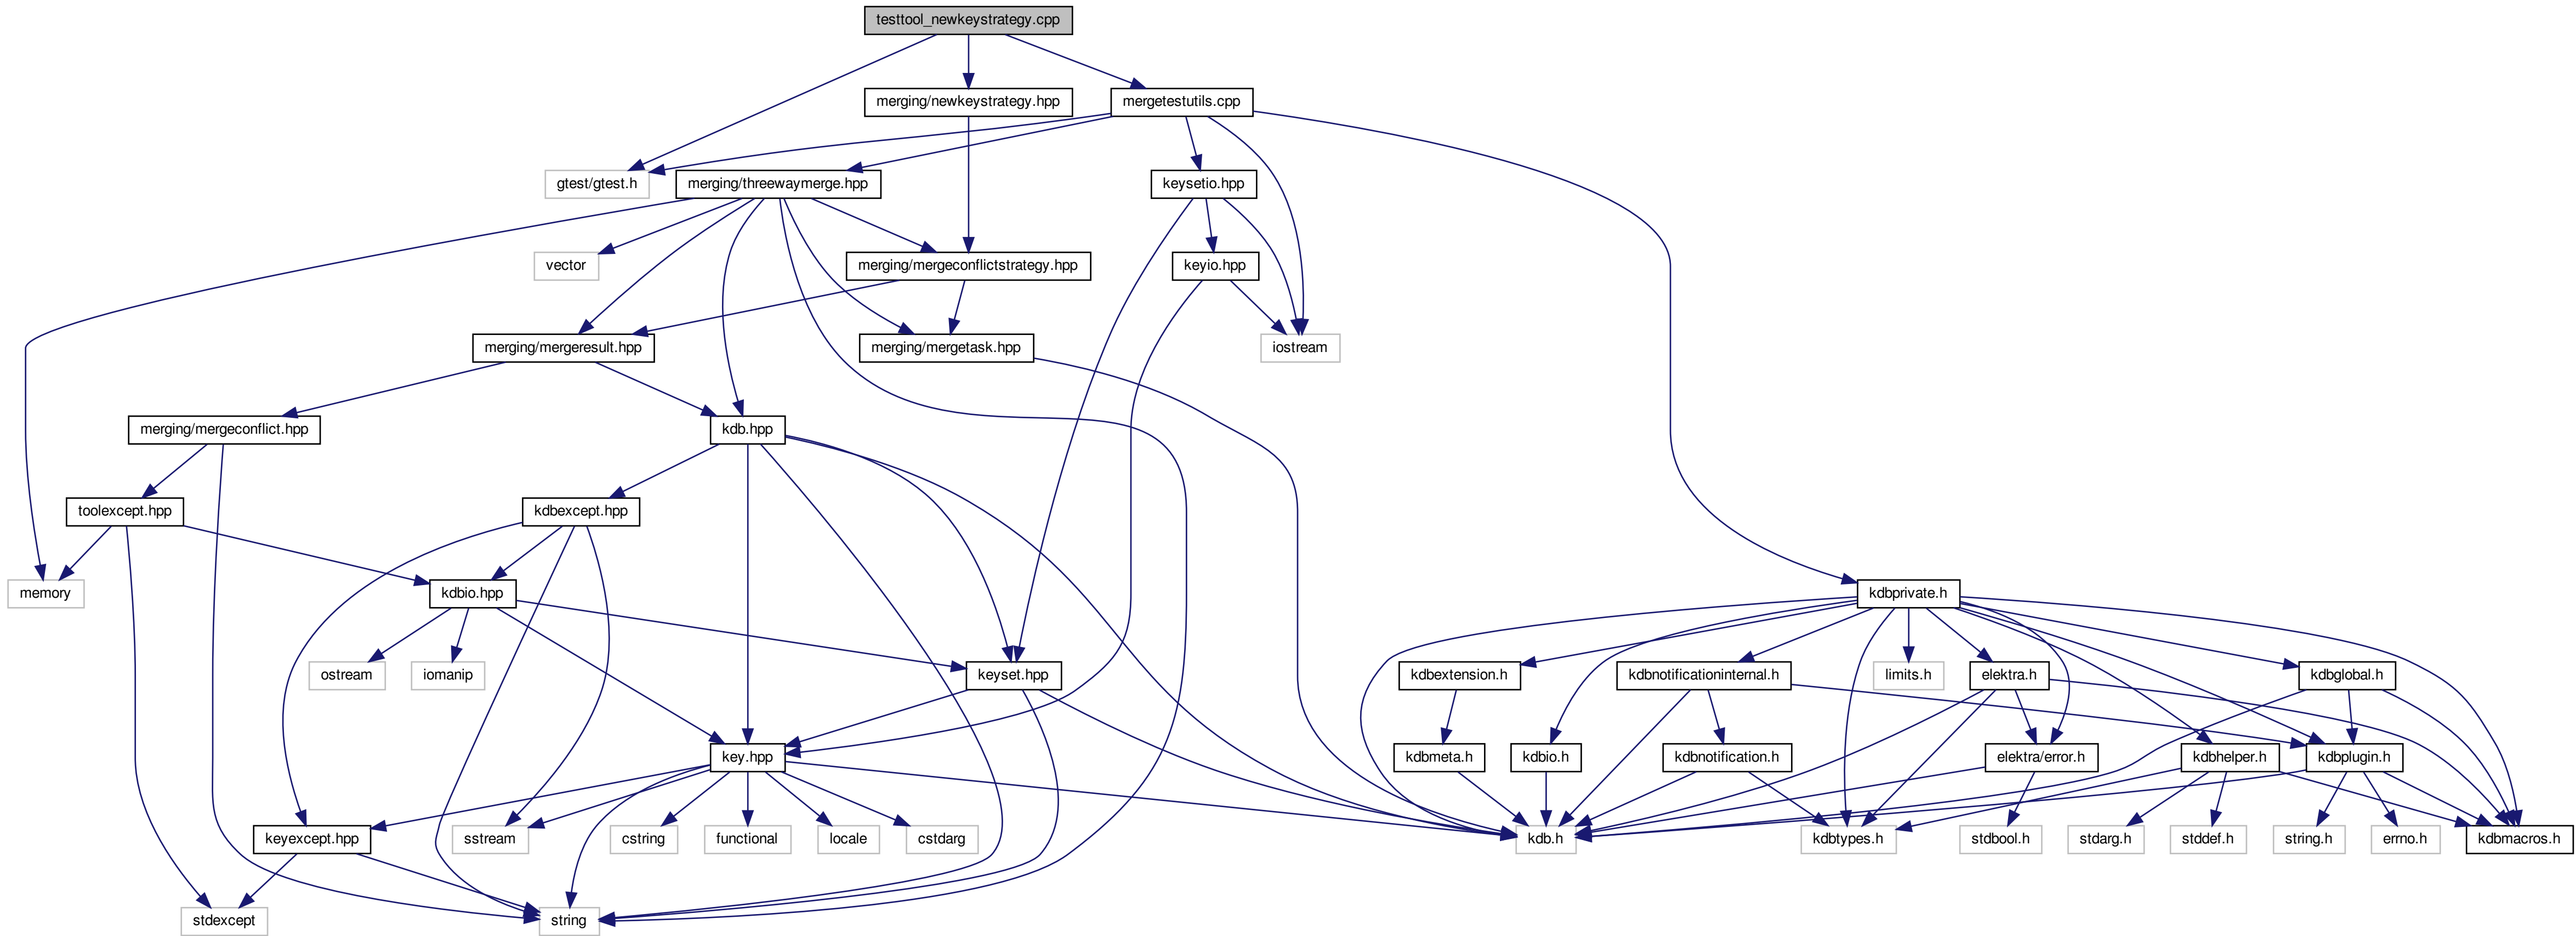 testtool_newkeystrategy.cpp
merging/newkeystrategy.hpp
mergetestutils.cpp
gtest/gtest.h
merging/threewaymerge.hpp
keysetio.hpp
vector
merging/mergeconflictstrategy.hpp
keyio.hpp
merging/mergeresult.hpp
merging/mergetask.hpp
iostream
merging/mergeconflict.hpp
kdb.hpp
toolexcept.hpp
kdbexcept.hpp
memory
kdbio.hpp
kdbprivate.h
ostream
iomanip
keyset.hpp
kdbextension.h
kdbnotificationinternal.h
limits.h
elektra.h
kdbglobal.h
key.hpp
kdbmeta.h
kdbio.h
kdbnotification.h
elektra/error.h
kdbhelper.h
kdbplugin.h
keyexcept.hpp
sstream
cstring
functional
locale
cstdarg
kdb.h
kdbtypes.h
stdbool.h
stdarg.h
stddef.h
string.h
errno.h
kdbmacros.h
stdexcept
string